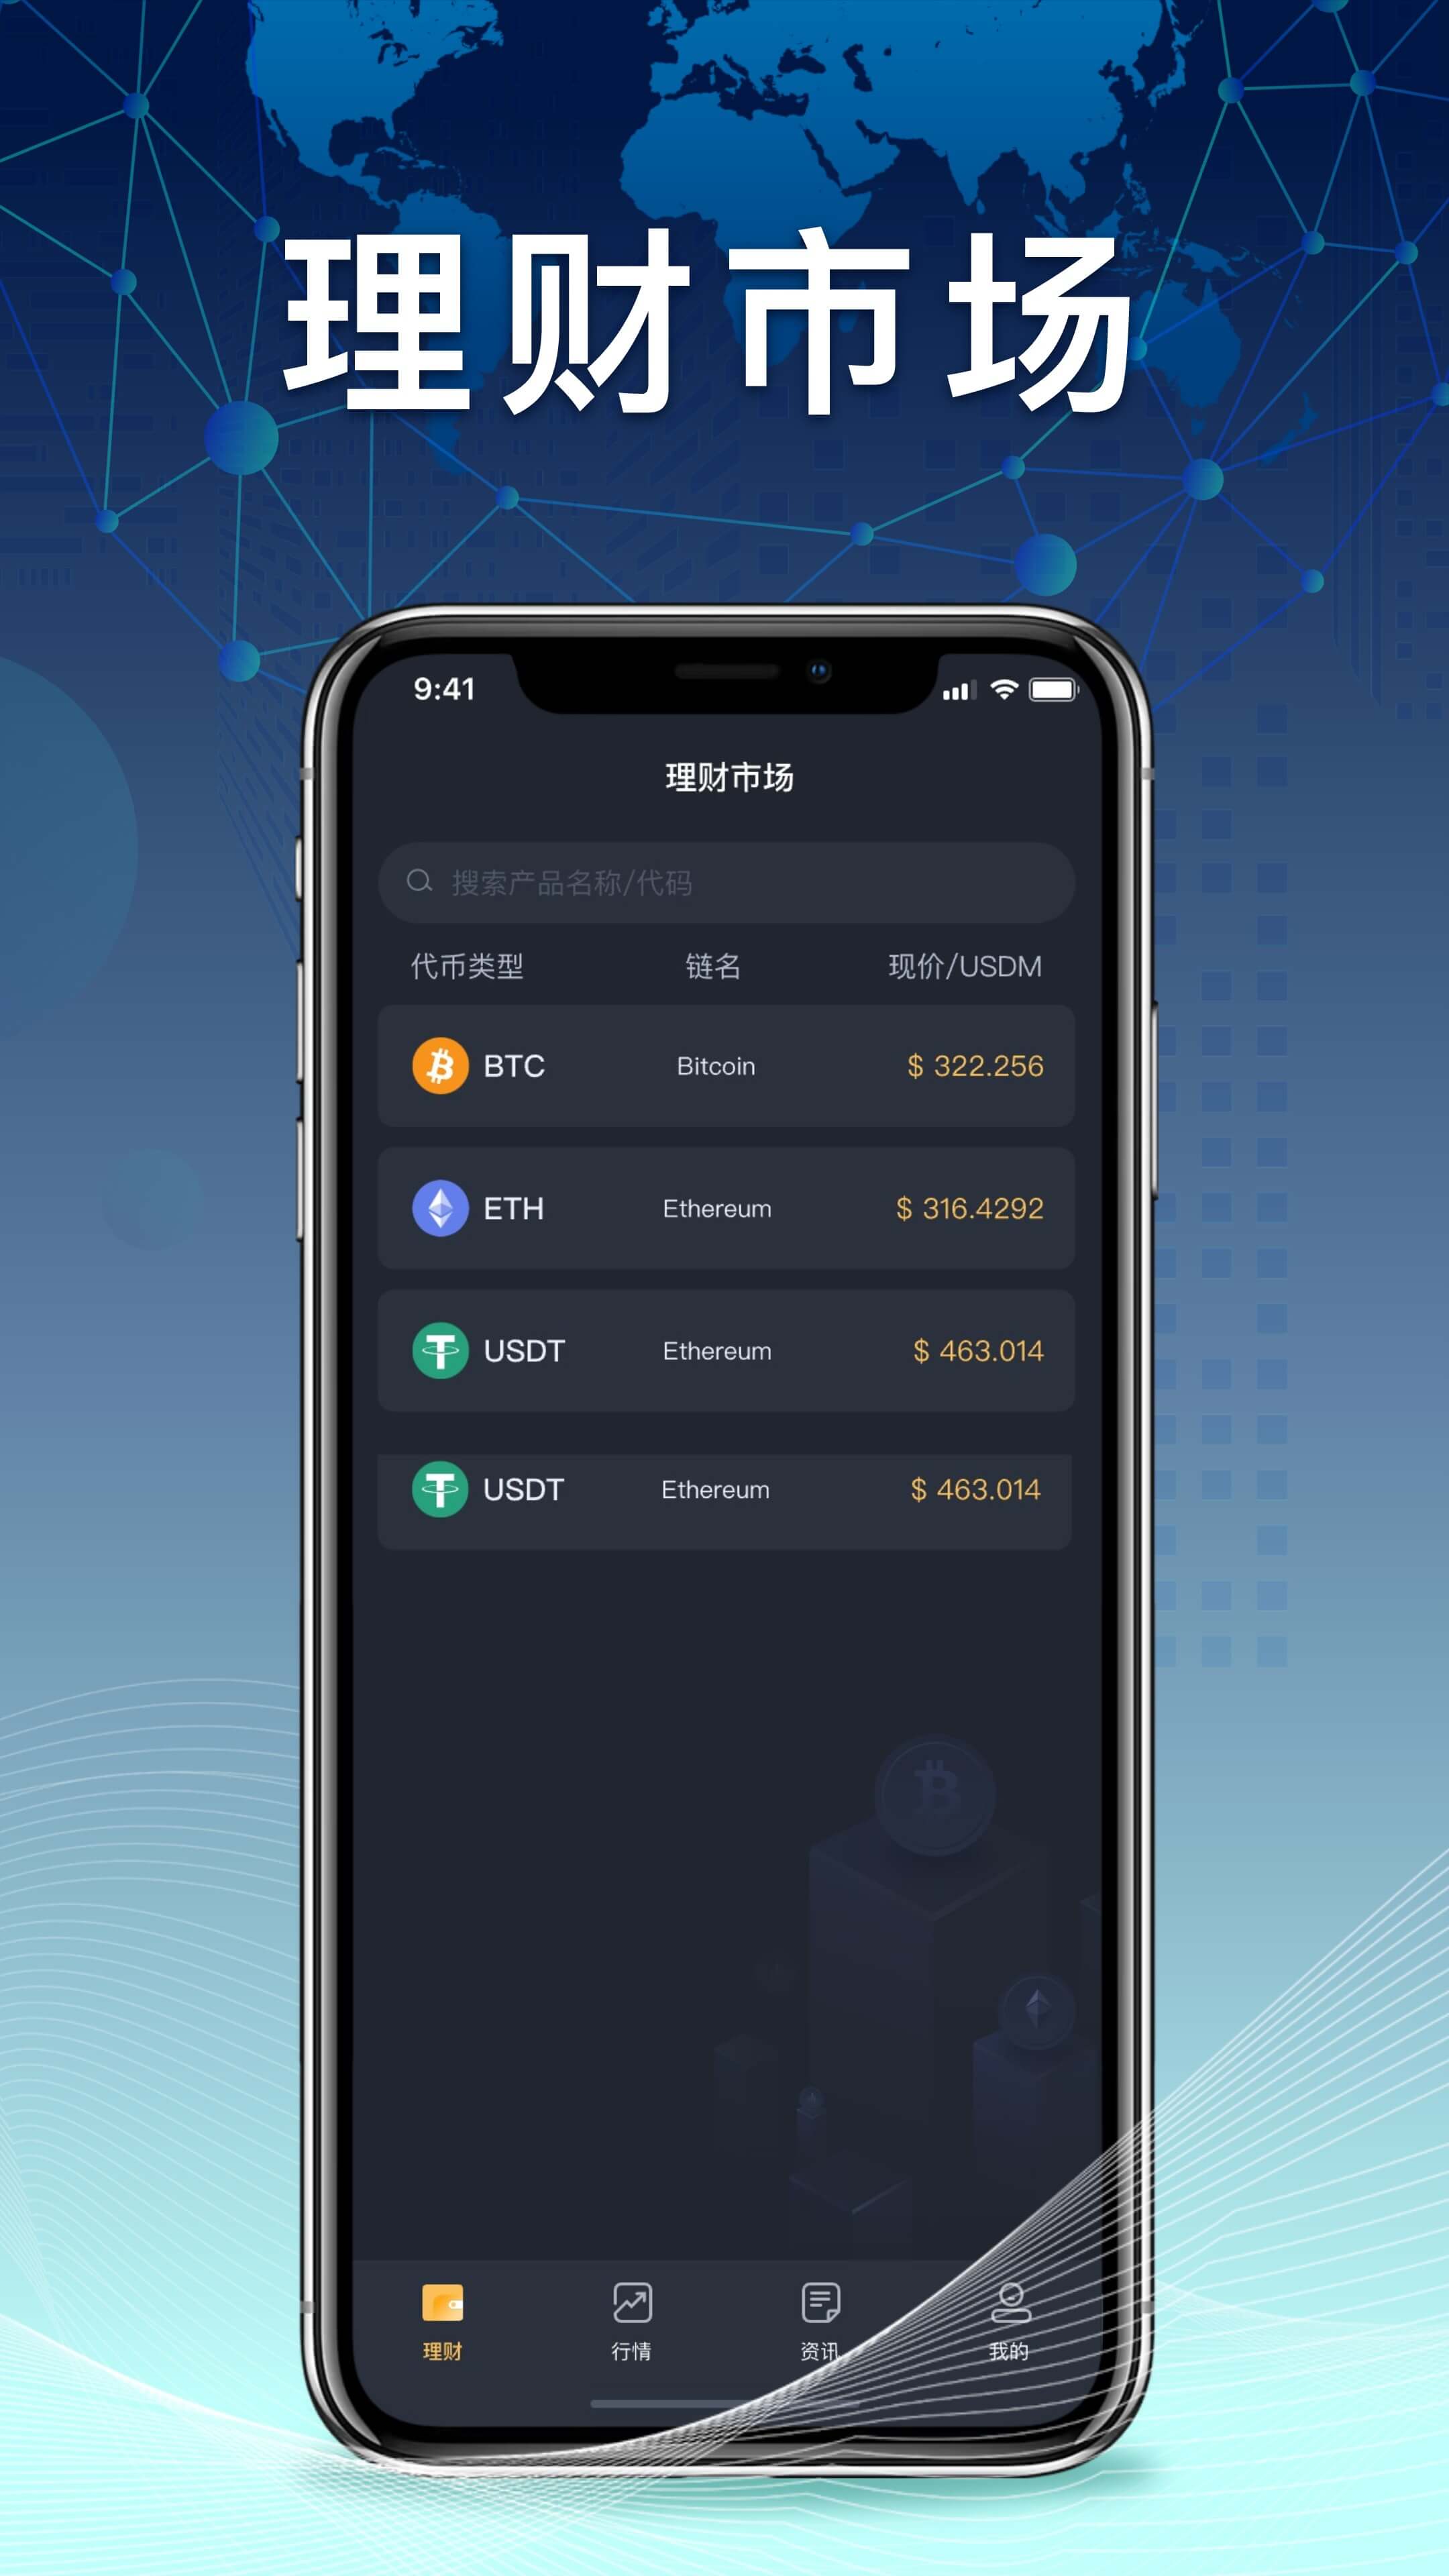 理财市场
9:41
理财市场
搜索产品名称/代码
代币类型 链名 现价/USDM
BTC Bitcoin $ 322.256
ETH Ethereum $ 316.4292
USDT Ethereum $ 463.014
USDT Ethereum $ 463.014
理财 行情 资讯 我的